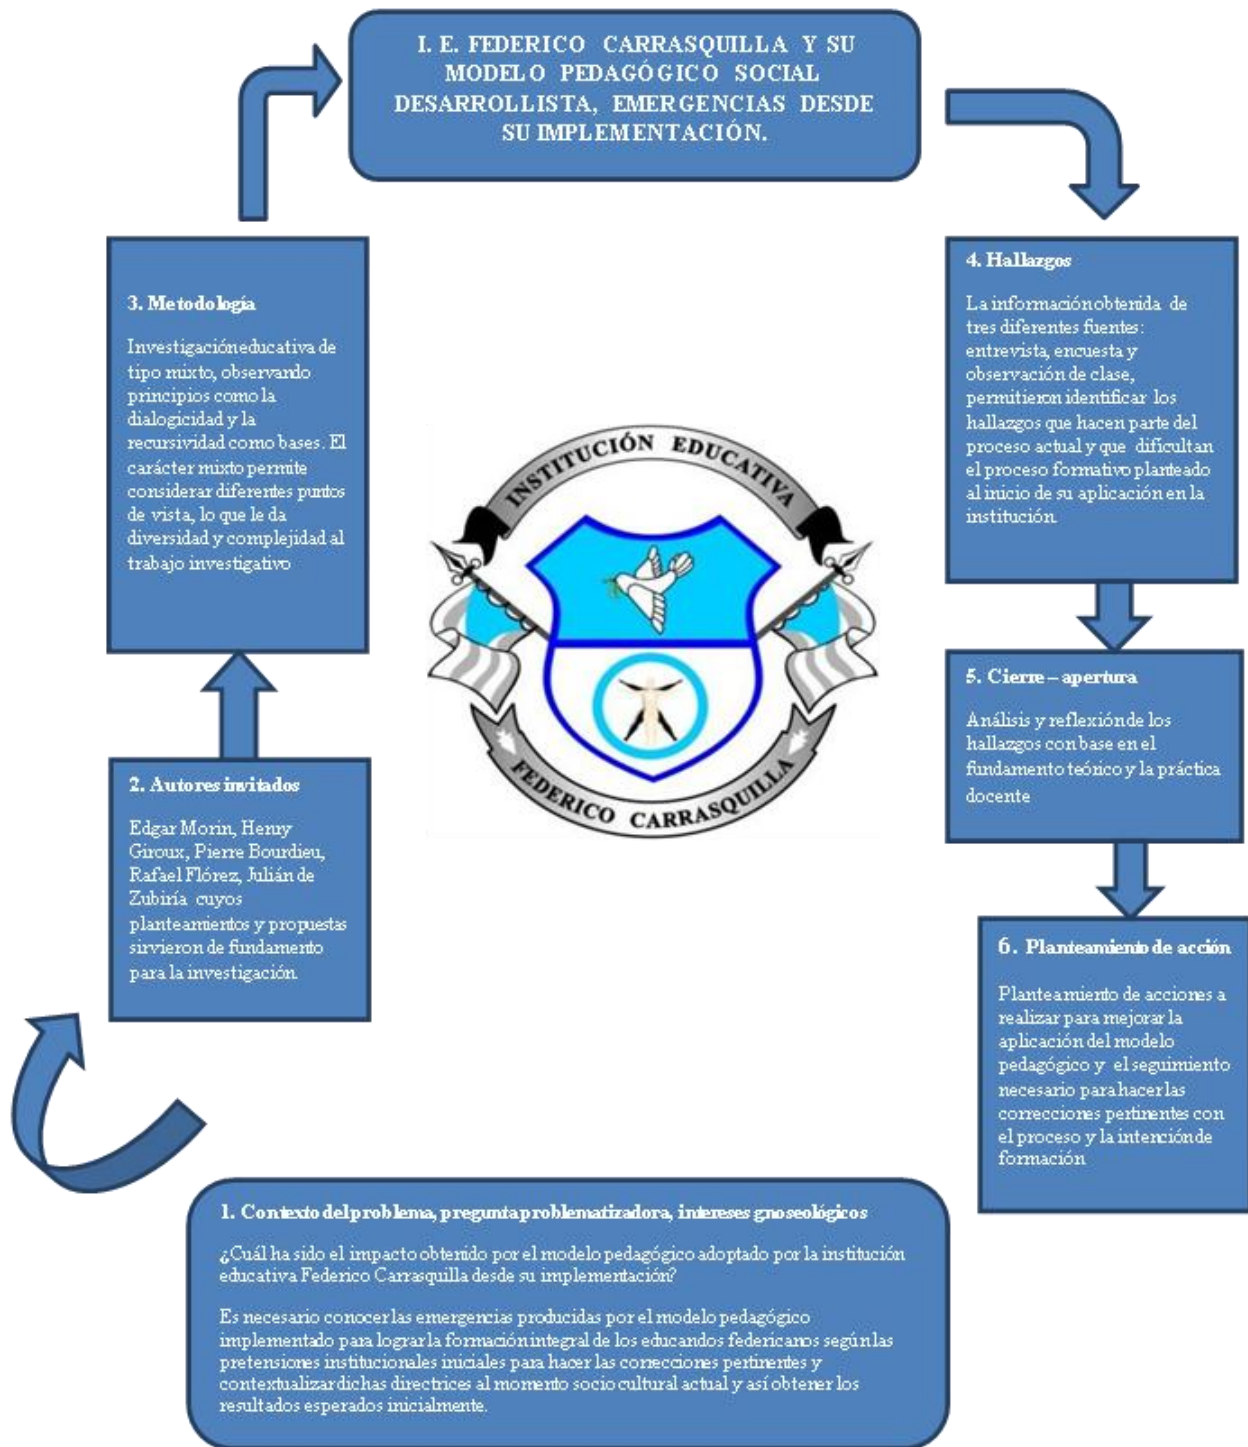 I. E. FEDERICO CARRASQUILLA Y SU
MODELO PEDAGÓGICO SOCIAL
DESARROLLISTA, EMERGENCIAS DESDE
SU IMPLEMENTACIÓN.
3. Metodología
Investigación educativa de
tipo mixto, observando
principios como la
dialogicidad y la
recursividad como bases. El
carácter mixto permite
considerar diferentes puntos
de vista, lo que le da
diversidad y complejidad al
trabajo investigativo
4. Hallazgos
La información obtenida de
tres diferentes fuentes:
entrevista, encuesta y
observación de clase,
permitieron identificar los
hallazgos que hacen parte del
proceso actual y que dificultan
el proceso formativo planteado
al inicio de su aplicación en la
institución.
INSTITUCIÓN EDUCATIVA
FEDERICO CARRASQUILLA
5. Cierre – apertura
Análisis y reflexión de los
hallazgos con base en el
fundamento teórico y la práctica
docente
2. Autores invitados
Edgar Morin, Henry
Giroux, Pierre Bourdieu,
Rafael Flórez, Julián de
Zubiría cuyos
planteamientos y propuestas
sirvieron de fundamento
para la investigación.
6. Planteamiento de acción
Planteamiento de acciones a
realizar para mejorar la
aplicación del modelo
pedagógico y el seguimiento
necesario para hacer las
correcciones pertinentes con
el proceso y la intención de
formación
1. Contexto del problema, pregunta problematizadora, intereses gnoseológicos
¿Cuál ha sido el impacto obtenido por el modelo pedagógico adoptado por la institución
educativa Federico Carrasquilla desde su implementación?
Es necesario conocer las emergencias producidas por el modelo pedagógico
implementado para lograr la formación integral de los educandos federicanos según las
pretensiones institucionales iniciales para hacer las correcciones pertinentes y
contextualizar dichas directrices al momento socio cultural actual y así obtener los
resultados esperados inicialmente.